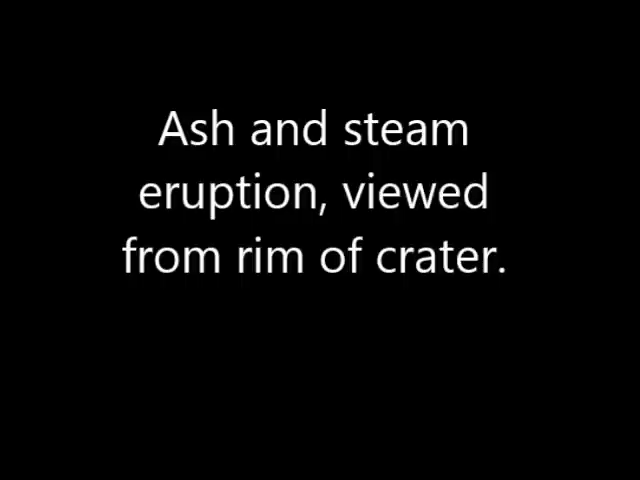 Ash and steam
eruption, viewed
from rim of crater.